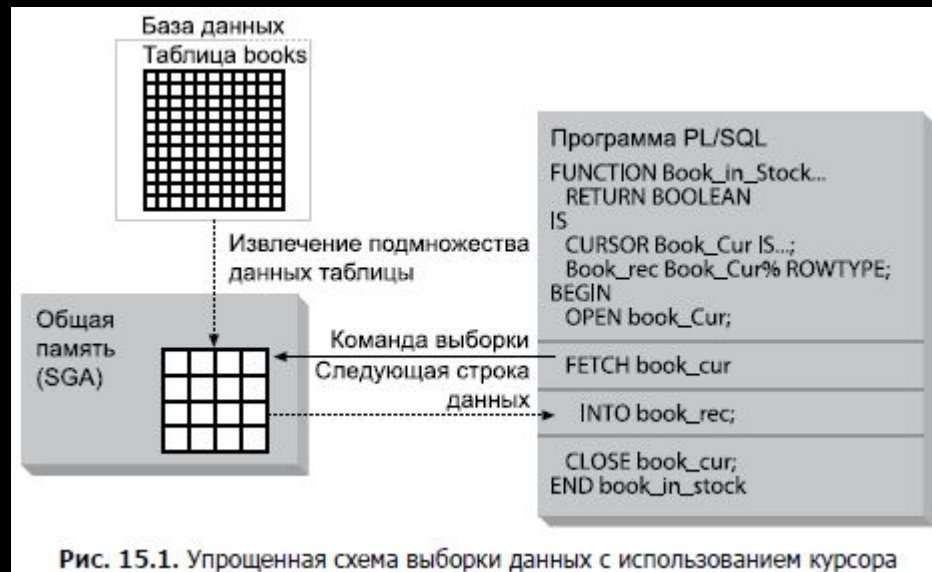 База данных
Таблица books
Извлечение подмножества
данных таблицы
Общая
память
(SGA)
Команда выборки
Следующая строка
данных
Программа PL/SQL
FUNCTION Book_in_Stock...
RETURN BOOLEAN
IS
CURSOR Book_Cur IS...;
Book_rec Book_Cur% ROWTYPE;
BEGIN
OPEN book_Cur;
FETCH book_cur
INTO book_rec;
CLOSE book_cur;
END book_in_stock
Рис. 15.1. Упрощенная схема выборки данных с использованием курсора